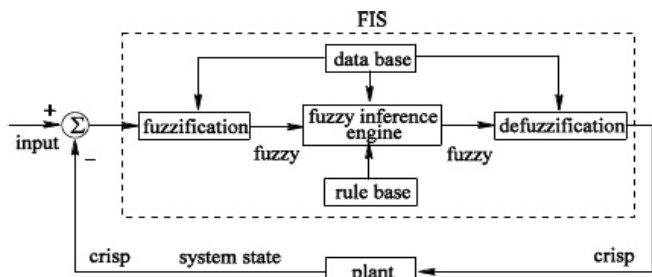 FIS
data base
+
Σ
input
−
fuzzification
fuzzy
fuzzy inference
engine
fuzzy
defuzzification
rule base
crisp
system state
plant
crisp